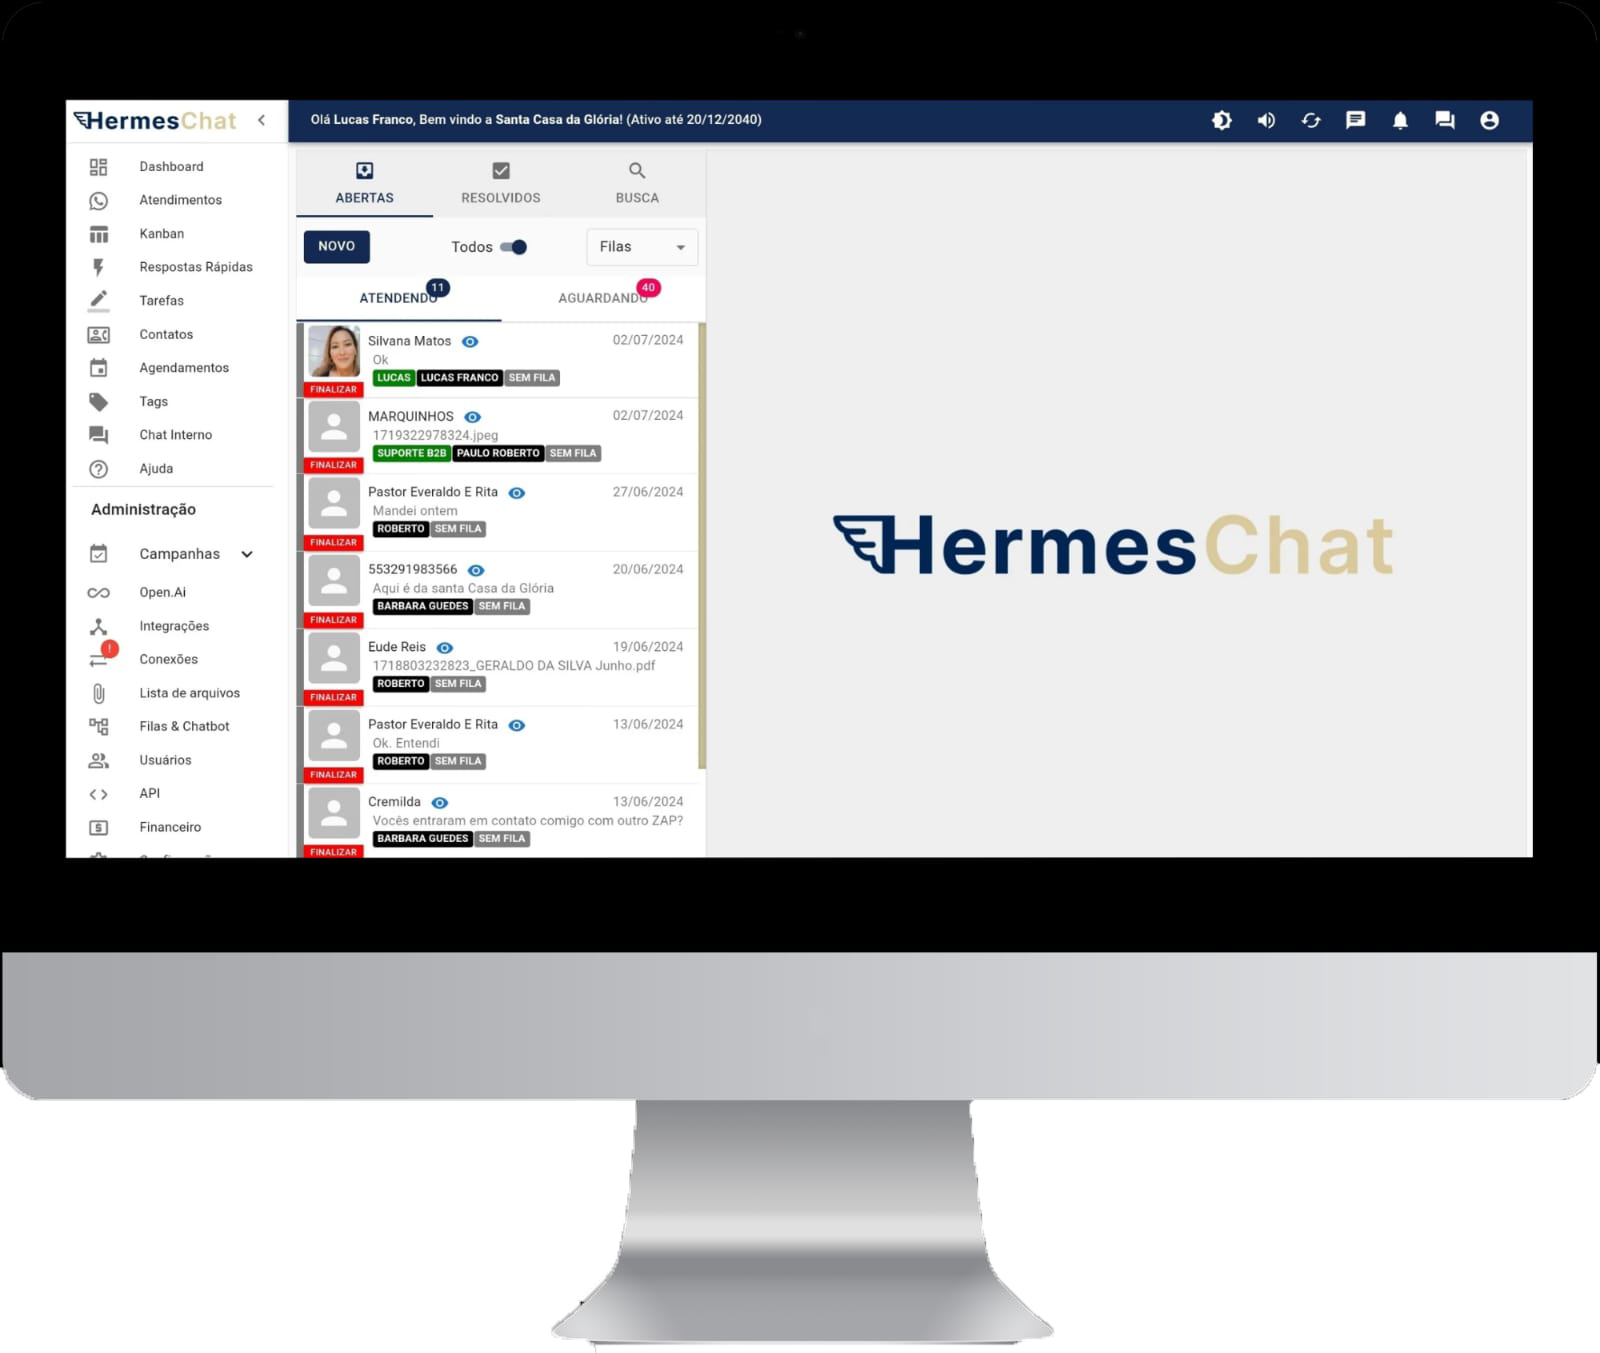 HermesChat
Olá Lucas Franco, Bem vindo a Santa Casa da Glória! (Ativo até 20/12/2040)
Dashboard
Atendimentos
Kanban
Respostas Rápidas
Tarefas
Contatos
Agendamentos
Tags
Chat Interno
Ajuda
Administração
Campanhas
Open.Ai
Integrações
!
Conexões
Lista de arquivos
Filas & Chatbot
Usuários
API
Financeiro
ABERTAS
RESOLVIDOS
BUSCA
NOVO
Todos
Filas
ATENDENDO 11
AGUARDANDO 40
Silvana Matos 02/07/2024
Ok
LUCAS LUCAS FRANCO SEM FILA
FINALIZAR
MARQUINHOS 02/07/2024
1719322978324.jpeg
SUPORTE B2B PAULO ROBERTO SEM FILA
FINALIZAR
Pastor Everaldo E Rita 27/06/2024
Mandei ontem
ROBERTO SEM FILA
FINALIZAR
553291983566 20/06/2024
Aqui é da santa Casa da Glória
BARBARA GUEDES SEM FILA
FINALIZAR
Eude Reis 19/06/2024
1718803232823_GERALDO DA SILVA Junho.pdf
ROBERTO SEM FILA
FINALIZAR
Pastor Everaldo E Rita 13/06/2024
Ok. Entendi
ROBERTO SEM FILA
FINALIZAR
Cremilda 13/06/2024
Vocês entraram em contato comigo com outro ZAP?
BARBARA GUEDES SEM FILA
FINALIZAR
HermesChat